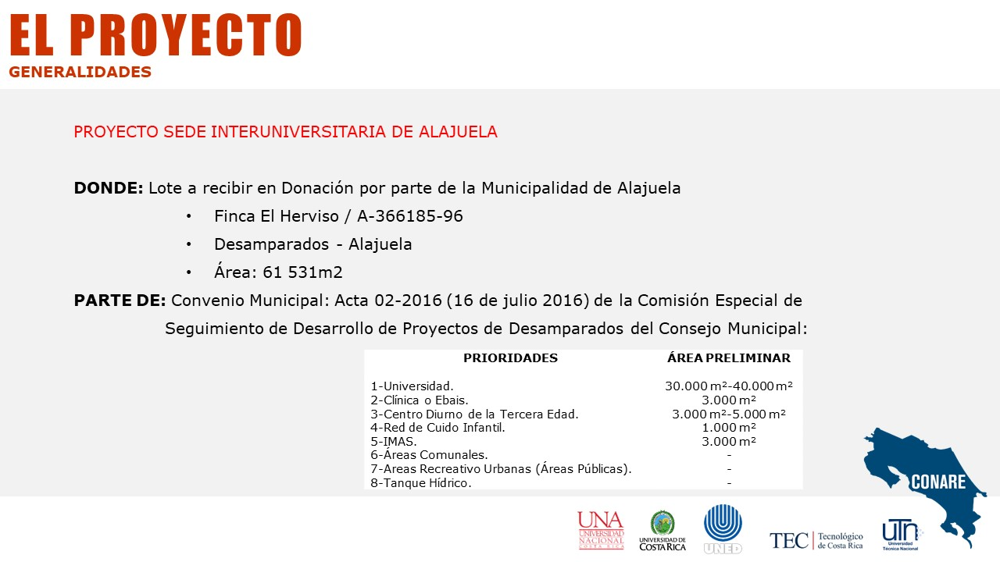 EL PROYECTO
GENERALIDADES
PROYECTO SEDE INTERUNIVERSITARIA DE ALAJUELA
DONDE: Lote a recibir en Donación por parte de la Municipalidad de Alajuela
• Finca El Herviso / A-366185-96
• Desamparados - Alajuela
• Área: 61 531m2
PARTE DE: Convenio Municipal: Acta 02-2016 (16 de julio 2016) de la Comisión Especial de
Seguimiento de Desarrollo de Proyectos de Desamparados del Consejo Municipal:
PRIORIDADES ÁREA PRELIMINAR
1-Universidad. 30.000 m²-40.000 m²
2-Clínica o Ebais. 3.000 m²
3-Centro Diurno de la Tercera Edad. 3.000 m²-5.000 m²
4-Red de Cuido Infantil. 1.000 m²
5-IMAS. 3.000 m²
6-Áreas Comunales. -
7-Areas Recreativo Urbanas (Áreas Públicas). -
8-Tanque Hídrico. -
CONARE
UNA
UNIVERSIDAD
NACIONAL
COSTA RICA
UNIVERSIDAD DE
COSTA RICA
UNED
TEC | Tecnológico
de Costa Rica
UTN
Universidad
Técnica Nacional